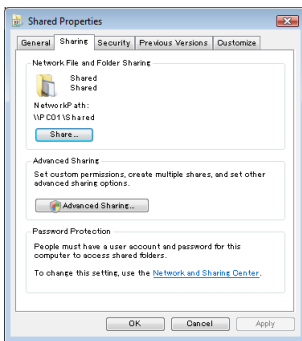 Shared Properties
General Sharing Security Previous Versions Customize
Network File and Folder Sharing
Shared
Shared
Network Path:
\\PC01\Shared
Share...
Advanced Sharing
Set custom permissions, create multiple shares, and set other
advanced sharing options.
Advanced Sharing...
Password Protection
People must have a user account and password for this
computer to access shared folders.
To change this setting, use the Network and Sharing Center.
OK Cancel Apply